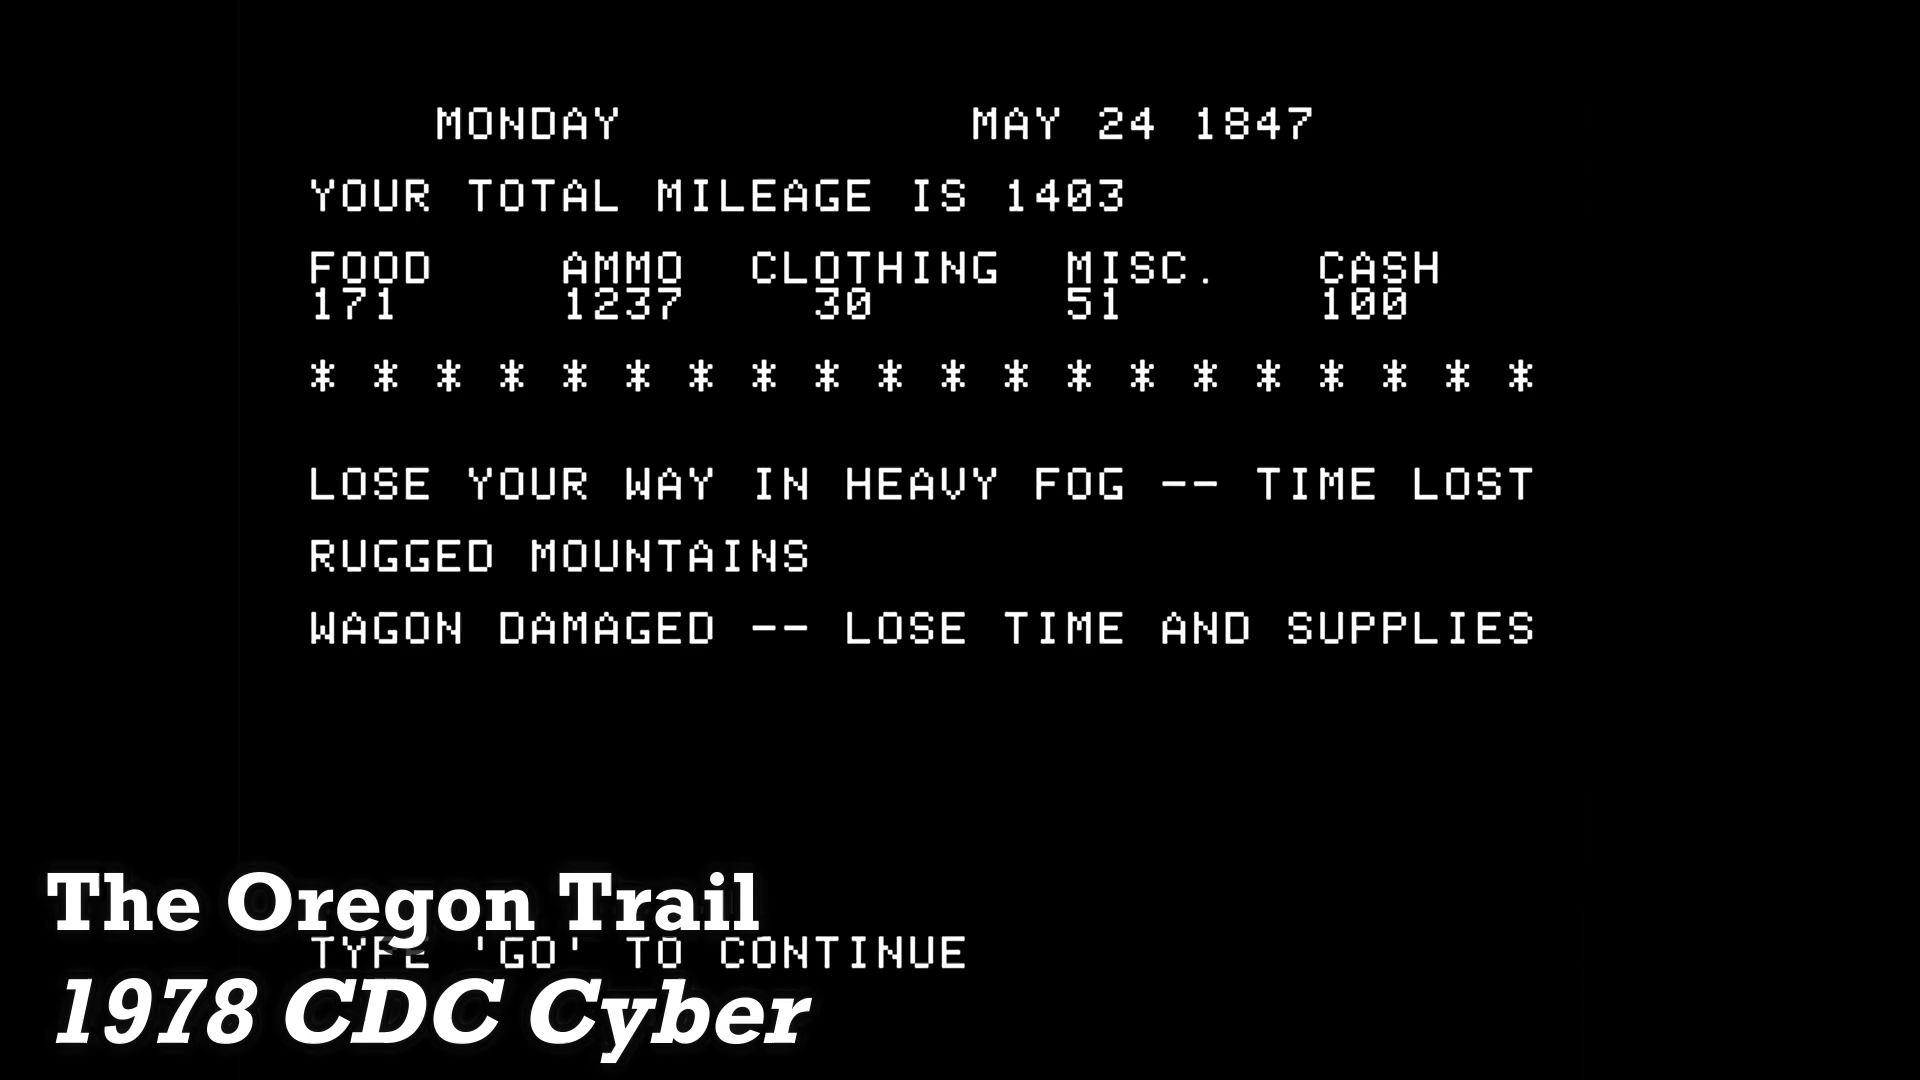 MONDAY MAY 24 1847
YOUR TOTAL MILEAGE IS 1403
FOOD AMMO CLOTHING MISC. CASH
171 1237 30 51 100
* * * * * * * * * * * * * * * * * * * *
LOSE YOUR WAY IN HEAVY FOG -- TIME LOST
RUGGED MOUNTAINS
WAGON DAMAGED -- LOSE TIME AND SUPPLIES
The Oregon Trail
TYPE 'GO' TO CONTINUE
1978 CDC Cyber